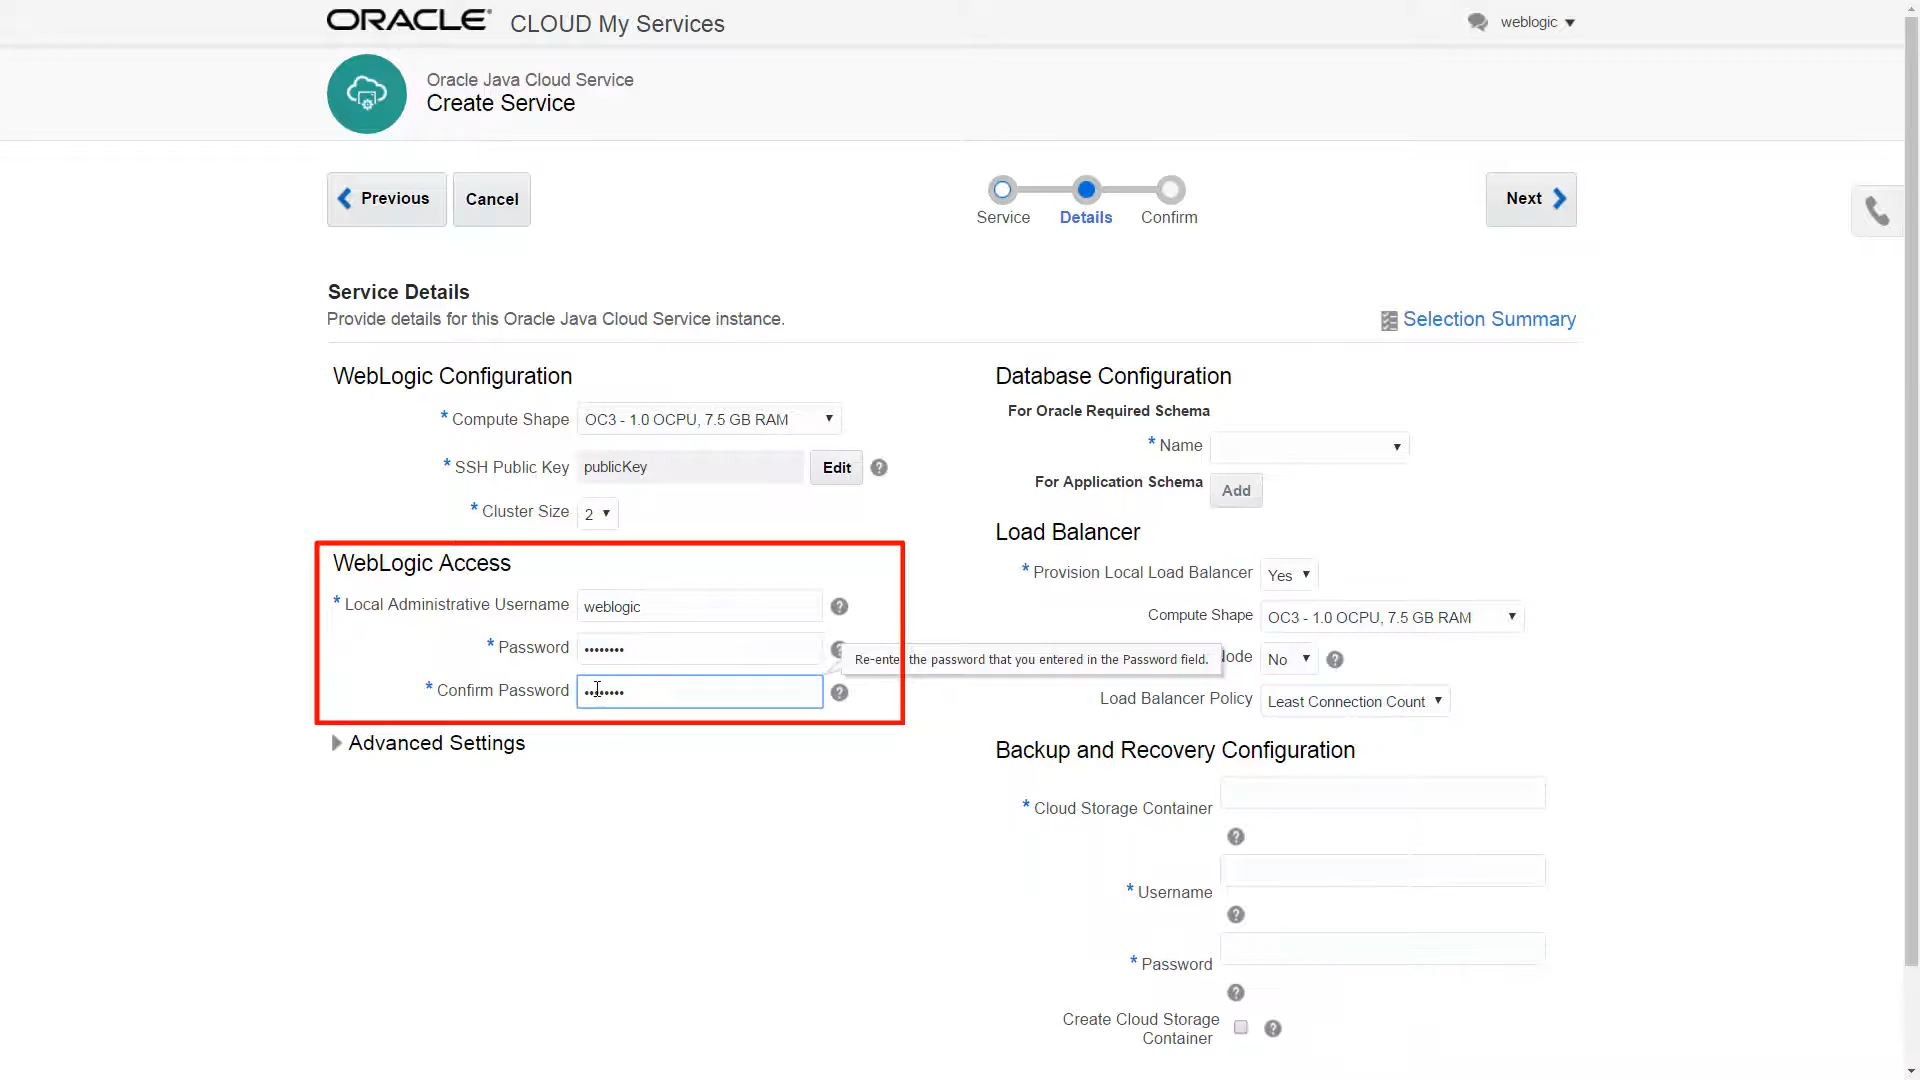 ORACLE CLOUD My Services
weblogic
Oracle Java Cloud Service
Create Service
Previous
Cancel
Service
Details
Confirm
Next
Service Details
Provide details for this Oracle Java Cloud Service instance.
Selection Summary
WebLogic Configuration
* Compute Shape OC3 - 1.0 OCPU, 7.5 GB RAM
* SSH Public Key publicKey Edit ?
* Cluster Size 2
WebLogic Access
* Local Administrative Username weblogic ?
* Password •••••••• ?
Re-enter the password that you entered in the Password field.
* Confirm Password •••••••• ?
Advanced Settings
Database Configuration
For Oracle Required Schema
* Name
For Application Schema Add
Load Balancer
* Provision Local Load Balancer Yes
Compute Shape OC3 - 1.0 OCPU, 7.5 GB RAM
No ?
Load Balancer Policy Least Connection Count
Backup and Recovery Configuration
* Cloud Storage Container
?
* Username
?
* Password
?
Create Cloud Storage
Container ?